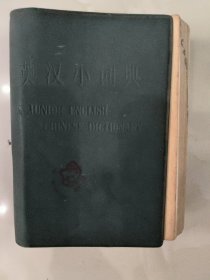 英汉小词典
A JUNIOR ENGLISH-
CHINESE DICTIONARY